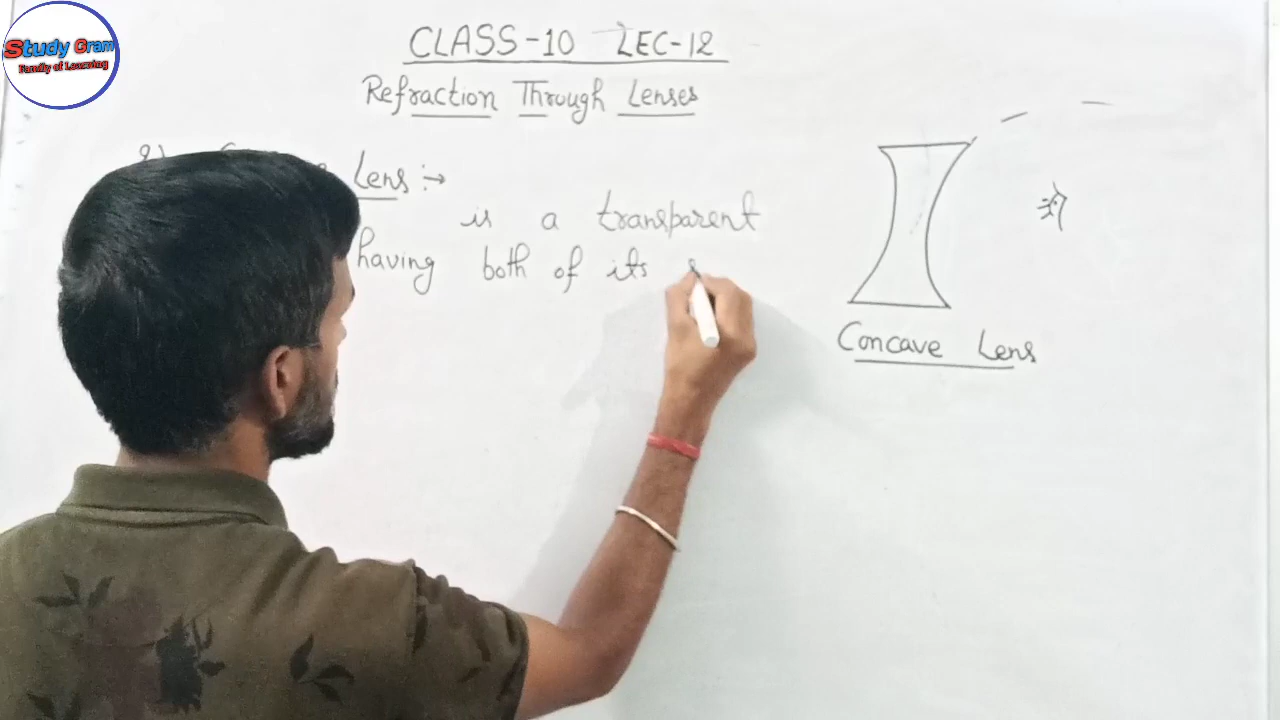 Study Gram
Family of Learning
CLASS-10 LEC-12
Refraction Through Lenses
Lens :→
is a transparent
having both of its
Concave Lens